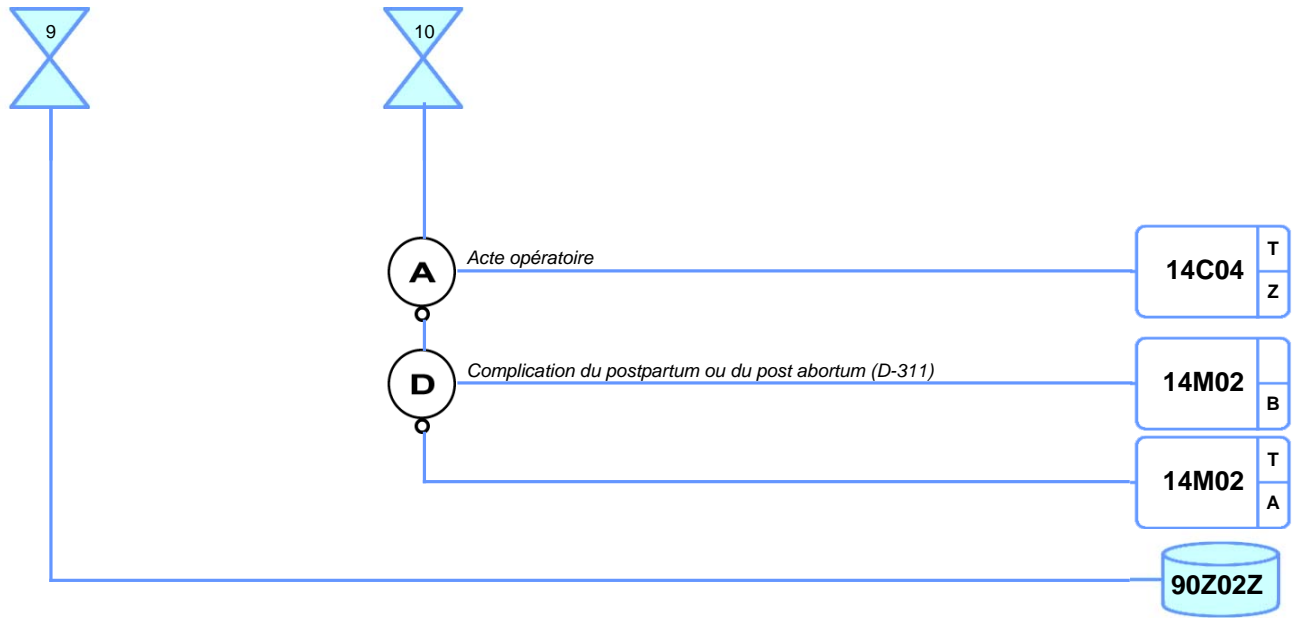 9
10
A
Acte opératoire
14C04
T
Z
D
Complication du postpartum ou du post abortum (D-311)
14M02
B
14M02
T
A
90Z02Z